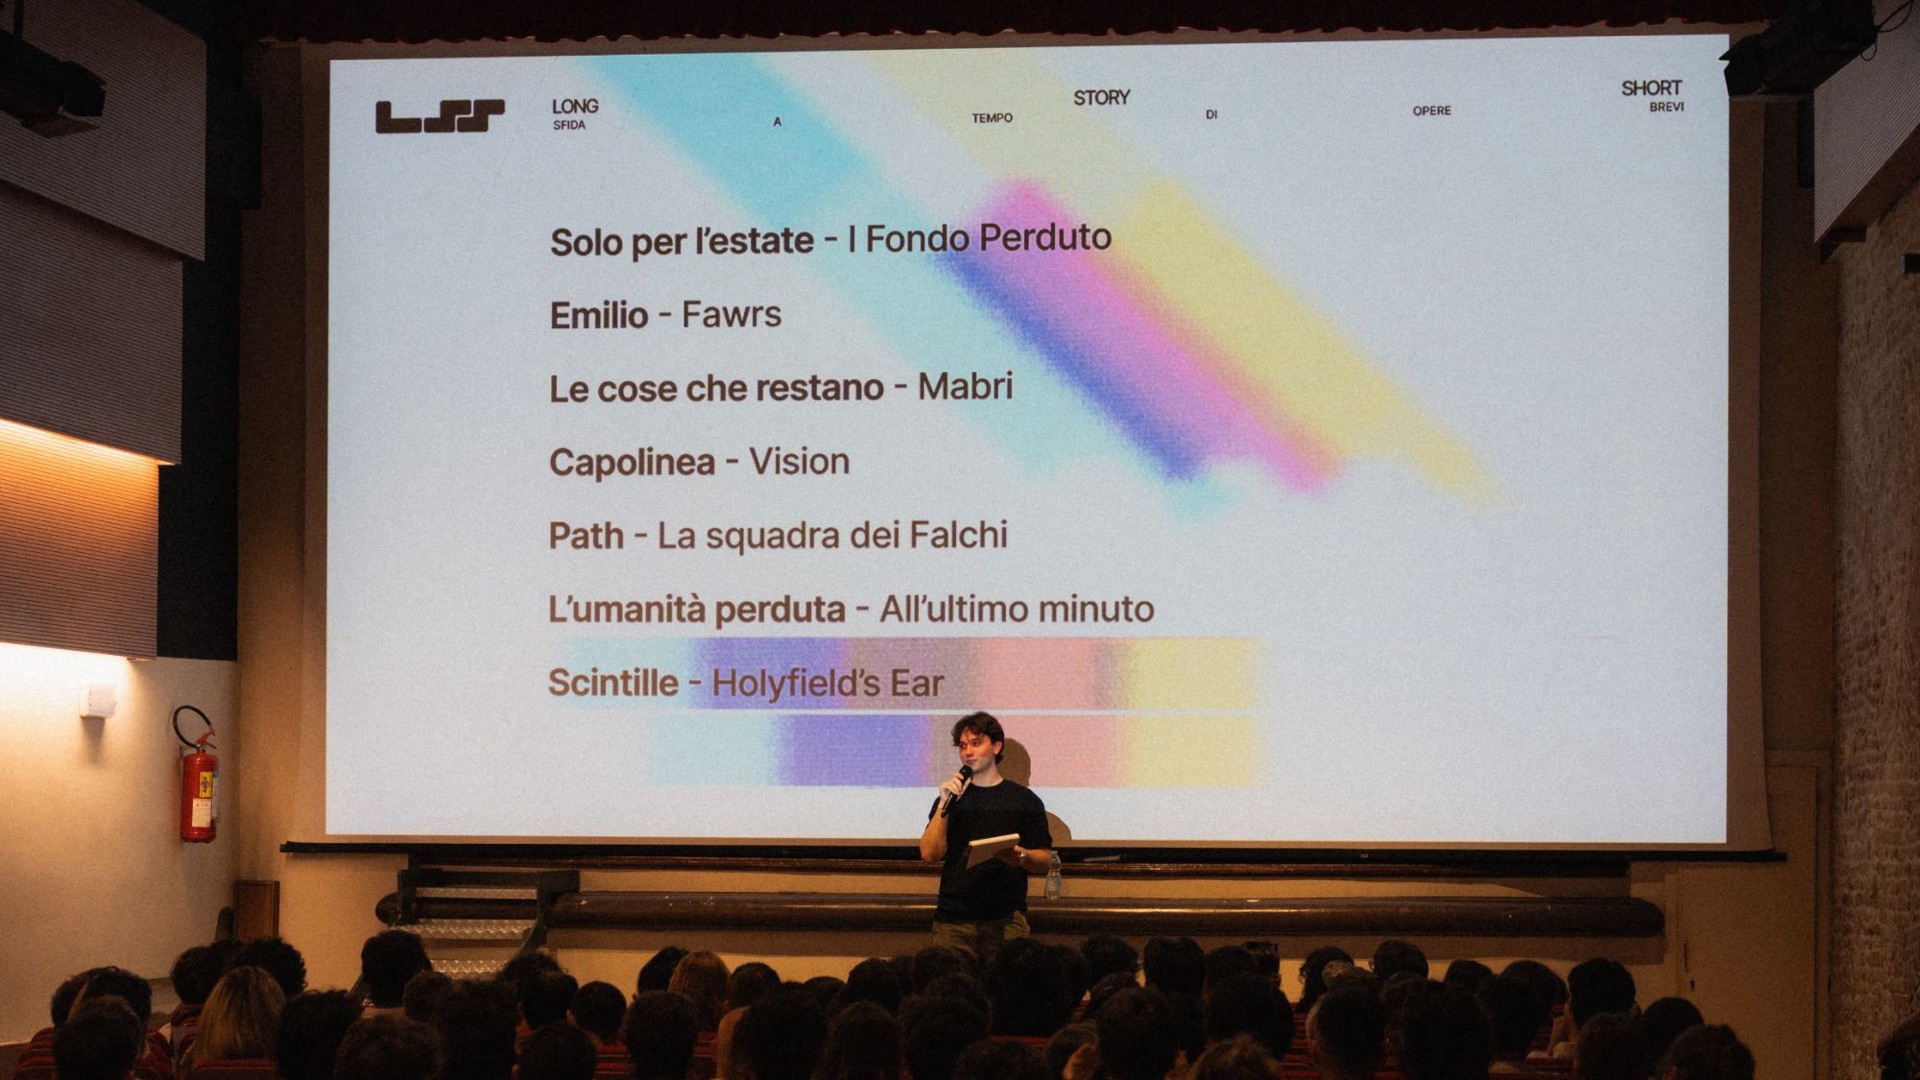 LSS
LONG STORY SHORT
SFIDA A TEMPO DI OPERE BREVI
Solo per l’estate - I Fondo Perduto
Emilio - Fawrs
Le cose che restano - Mabri
Capolinea - Vision
Path - La squadra dei Falchi
L’umanità perduta - All’ultimo minuto
Scintille - Holyfield’s Ear